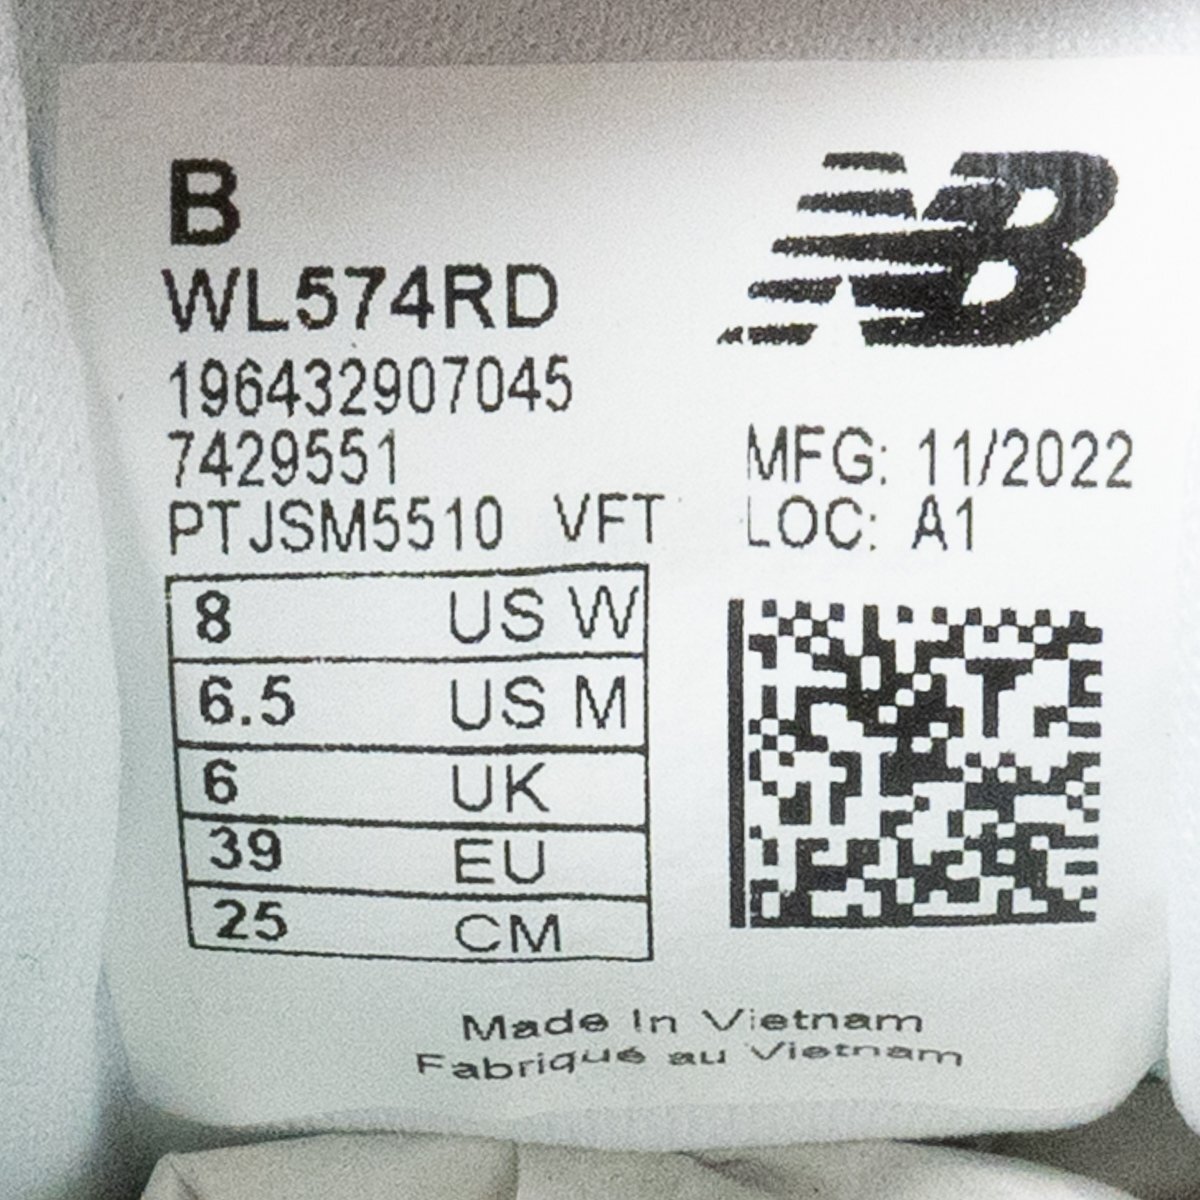 B
NB
WL574RD
196432907045
7429551
PTJSM5510 VFT
MFG: 11/2022
LOC: A1
8 US W
6.5 US M
6 UK
39 EU
25 CM
Made In Vietnam
Fabriqué au Vietnam